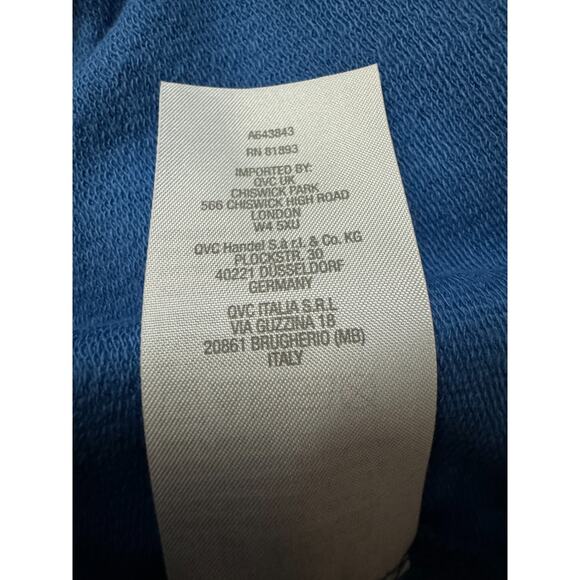 A643843
RN 81893
IMPORTED BY:
QVC UK
CHISWICK PARK
566 CHISWICK HIGH ROAD
LONDON
W4 5XU
QVC Handel S.à r.l. & Co. KG
PLOCKSTR. 30
40221 DÜSSELDORF
GERMANY
QVC ITALIA S.R.L
VIA GUZZINA 18
20861 BRUGHERIO (MB)
ITALY